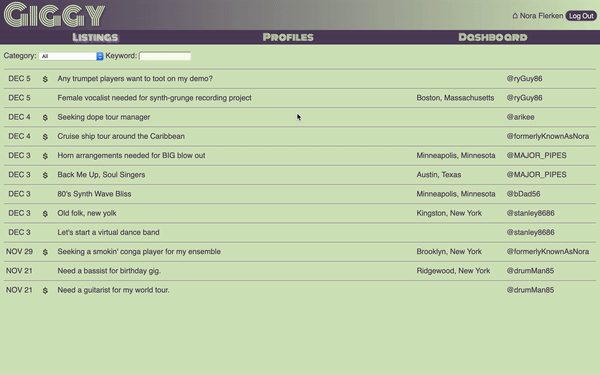 GIGGY
Nora Flerken Log Out
Listings Profiles Dashboard
Category: All Keyword:
DEC 5 $ Any trumpet players want to toot on my demo? @ryGuy86
DEC 5 Female vocalist needed for synth-grunge recording project Boston, Massachusetts @ryGuy86
DEC 4 $ Seeking dope tour manager @arikee
DEC 4 $ Cruise ship tour around the Caribbean @formerlyKnownAsNora
DEC 3 $ Horn arrangements needed for BIG blow out Minneapolis, Minnesota @MAJOR_PIPES
DEC 3 $ Back Me Up, Soul Singers Austin, Texas @MAJOR_PIPES
DEC 3 80's Synth Wave Bliss Minneapolis, Minnesota @bDad56
DEC 3 $ Old folk, new yolk Kingston, New York @stanley8686
DEC 3 Let's start a virtual dance band @stanley8686
NOV 29 $ Seeking a smokin' conga player for my ensemble Brooklyn, New York @formerlyKnownAsNora
NOV 21 Need a bassist for birthday gig. Ridgewood, New York @drumMan85
NOV 21 $ Need a guitarist for my world tour. @drumMan85